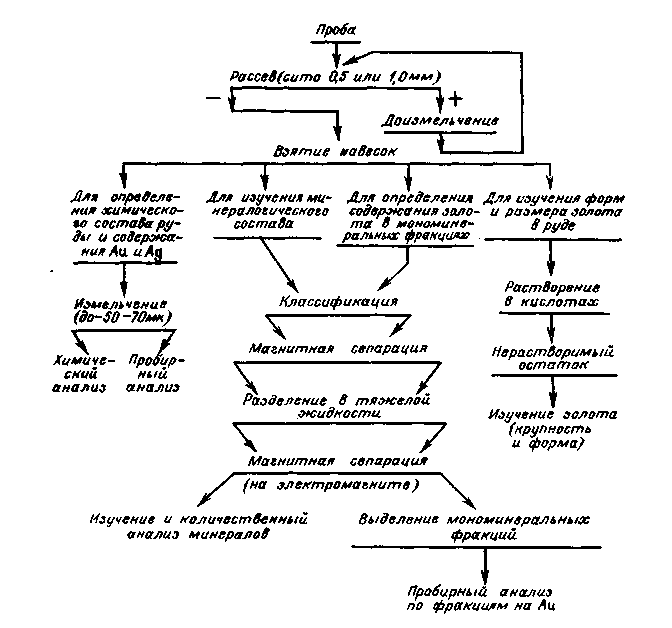 Проба
Рассев (сито 0,5 или 1,0мм)
−
+
Доизмельчение
Взятие навесок
Для определе-
ния химическо-
го состава ру-
ды и содержа-
ния Au и Ag
Для изучения ми-
нералогического
состава
Для определения
содержания золо-
та в мономине-
ральных фракциях
Для изучения форм
и размера золота
в руде
Измельчение
(до-50-70мк)
Химиче-
ский
анализ
Пробир-
ный
анализ
Классификация
Магнитная сепарация
Разделение в тяжелой
жидкости
Магнитная сепарация
(на электромагните)
Растворение
в кислотах
Нерастворимый
остаток
Изучение золота
(крупность
и форма)
Изучение и количественный
анализ минералов
Выделение мономинеральных
фракций
Пробирный анализ
по фракциям на Au